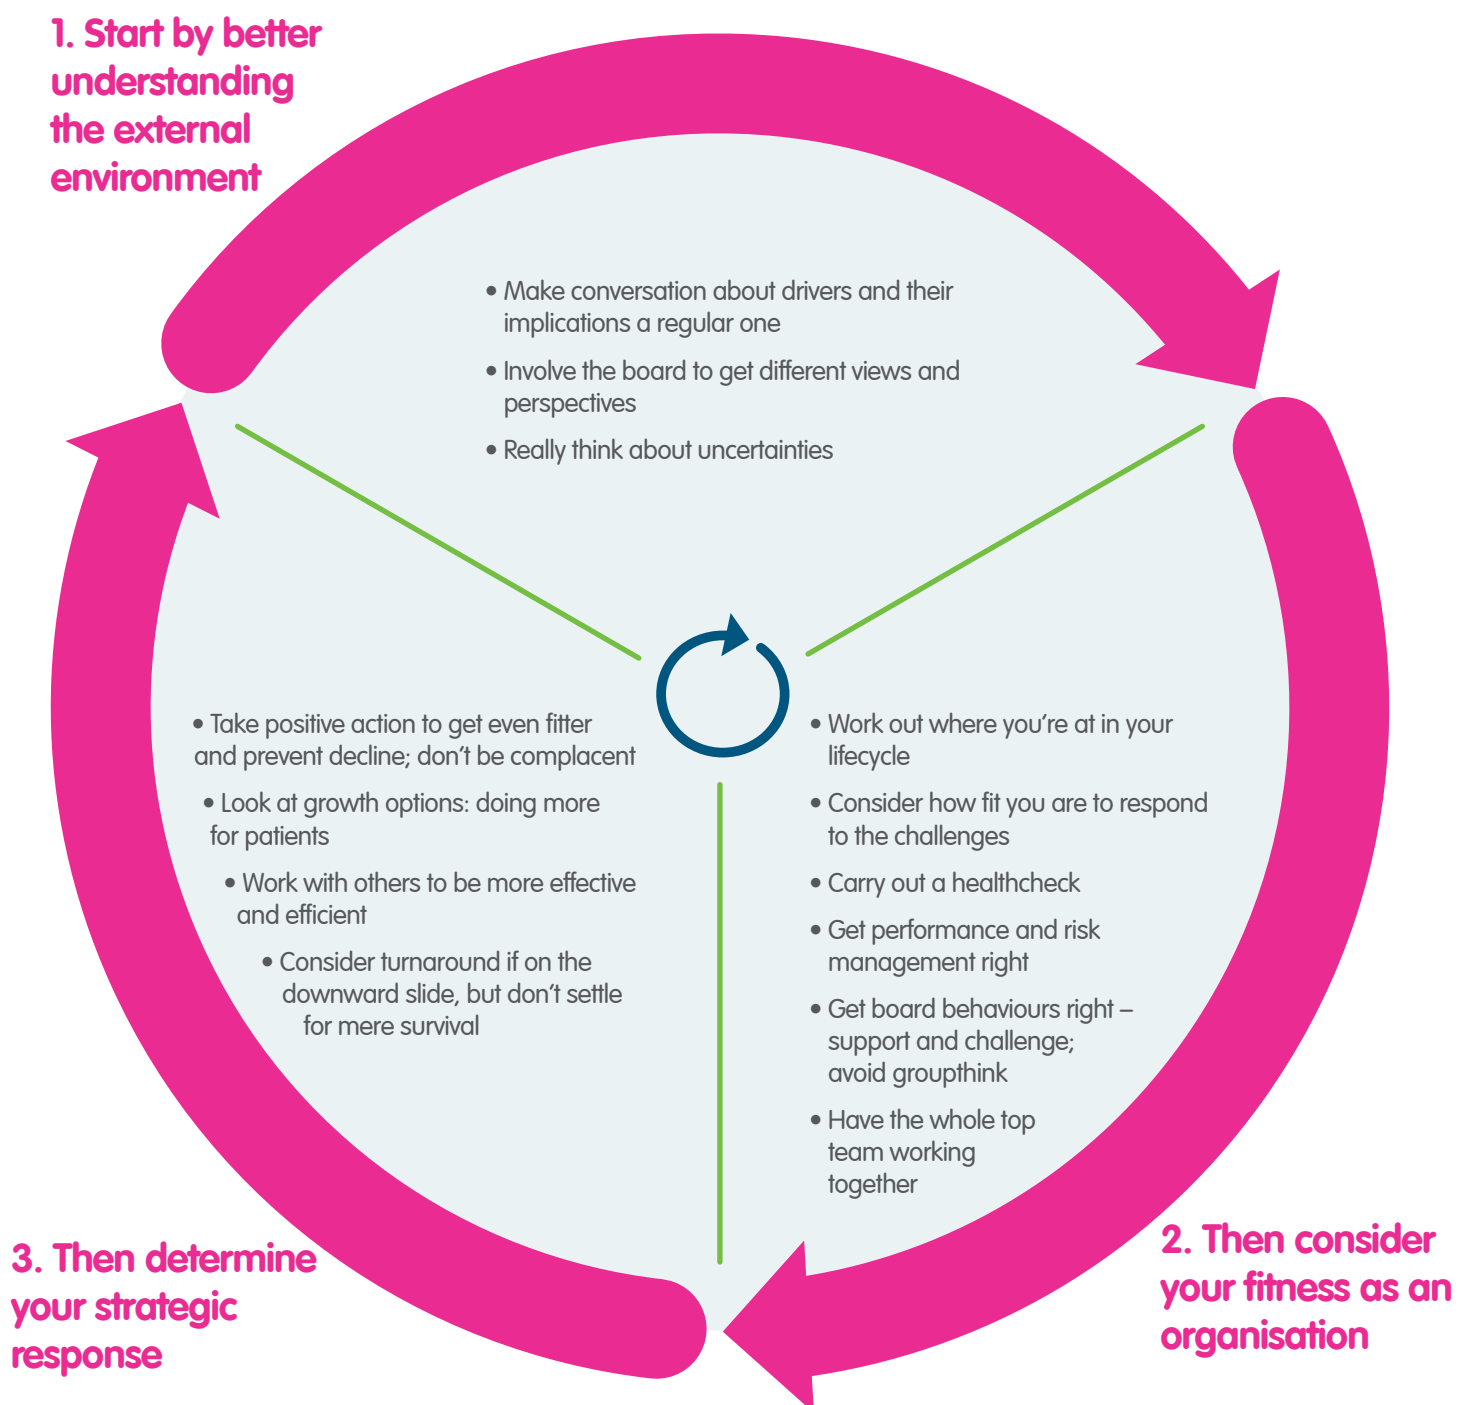 1. Start by better
understanding
the external
environment
• Make conversation about drivers and their
implications a regular one
• Involve the board to get different views and
perspectives
• Really think about uncertainties
• Work out where you’re at in your
lifecycle
• Consider how fit you are to respond
to the challenges
• Carry out a healthcheck
• Get performance and risk
management right
• Get board behaviours right –
support and challenge;
avoid groupthink
• Have the whole top
team working
together
2. Then consider
your fitness as an
organisation
• Take positive action to get even fitter
and prevent decline; don’t be complacent
• Look at growth options: doing more
for patients
• Work with others to be more effective
and efficient
• Consider turnaround if on the
downward slide, but don’t settle
for mere survival
3. Then determine
your strategic
response